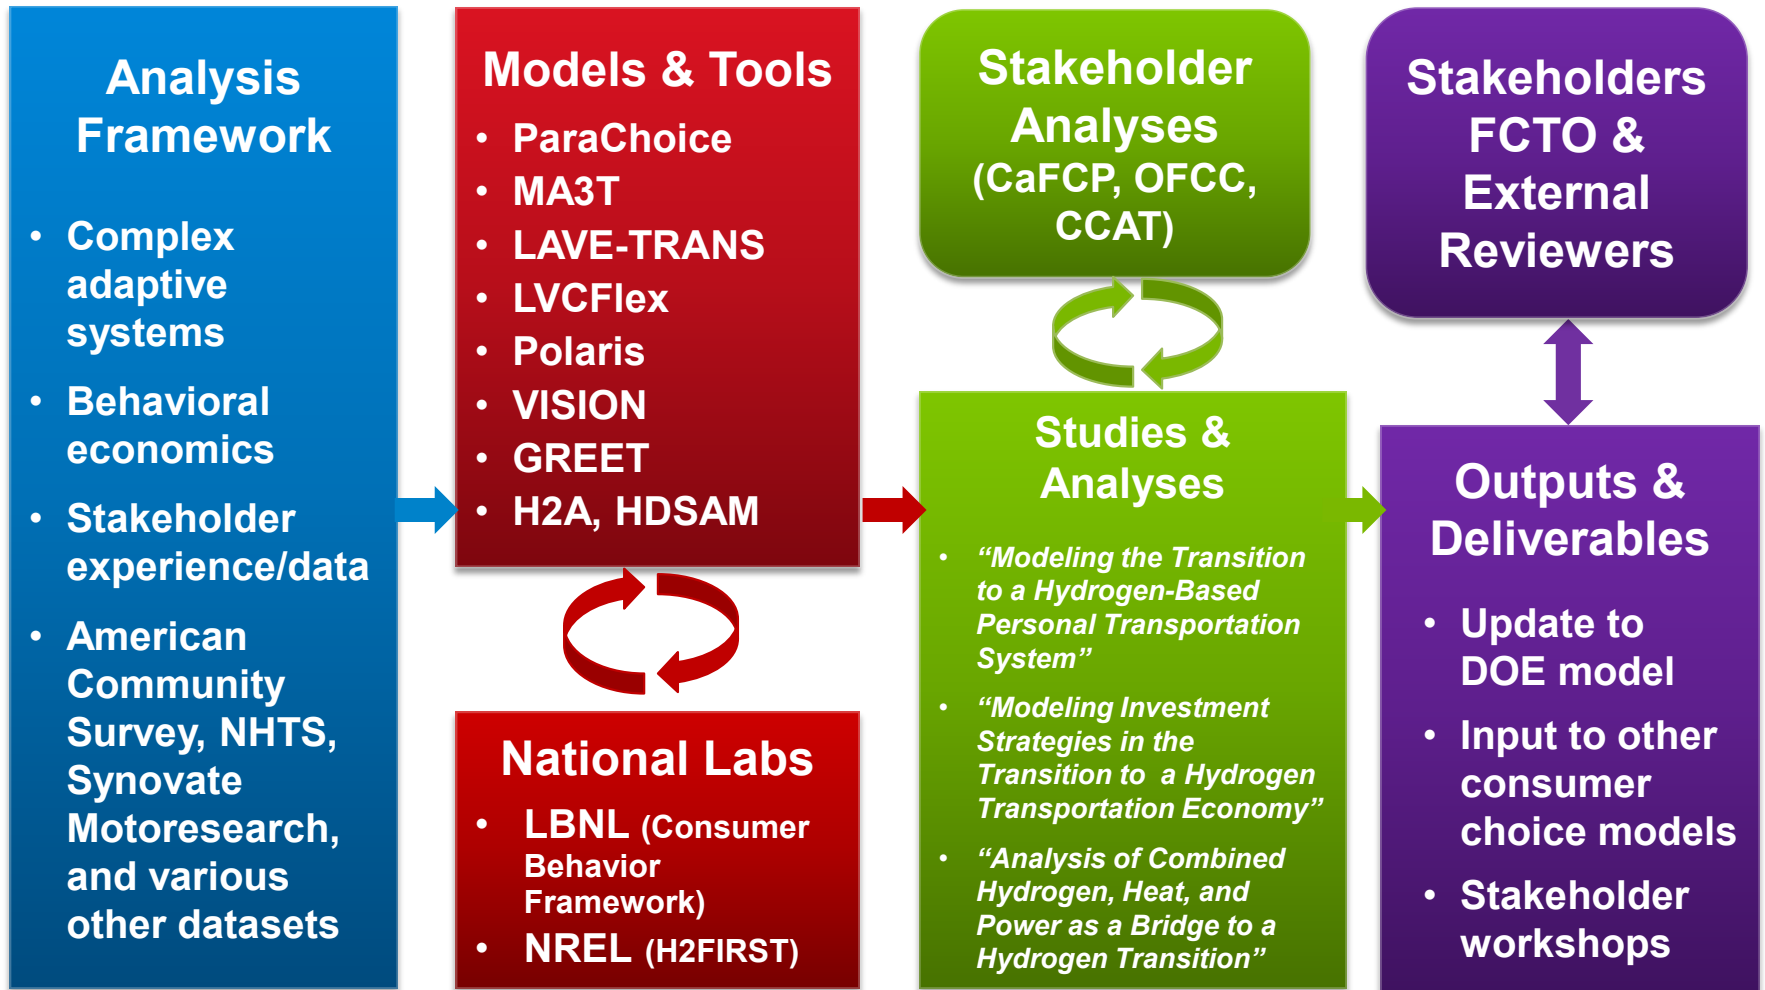 Analysis
Framework
• Complex
adaptive
systems
• Behavioral
economics
• Stakeholder
experience/data
• American
Community
Survey, NHTS,
Synovate
Motoresearch,
and various
other datasets
Models & Tools
• ParaChoice
• MA3T
• LAVE-TRANS
• LVCFlex
• Polaris
• VISION
• GREET
• H2A, HDSAM
National Labs
• LBNL (Consumer
Behavior
Framework)
• NREL (H2FIRST)
Stakeholder
Analyses
(CaFCP, OFCC,
CCAT)
Studies &
Analyses
• “Modeling the Transition
to a Hydrogen-Based
Personal Transportation
System”
• “Modeling Investment
Strategies in the
Transition to a Hydrogen
Transportation Economy”
• “Analysis of Combined
Hydrogen, Heat, and
Power as a Bridge to a
Hydrogen Transition”
Stakeholders
FCTO &
External
Reviewers
Outputs &
Deliverables
• Update to
DOE model
• Input to other
consumer
choice models
• Stakeholder
workshops